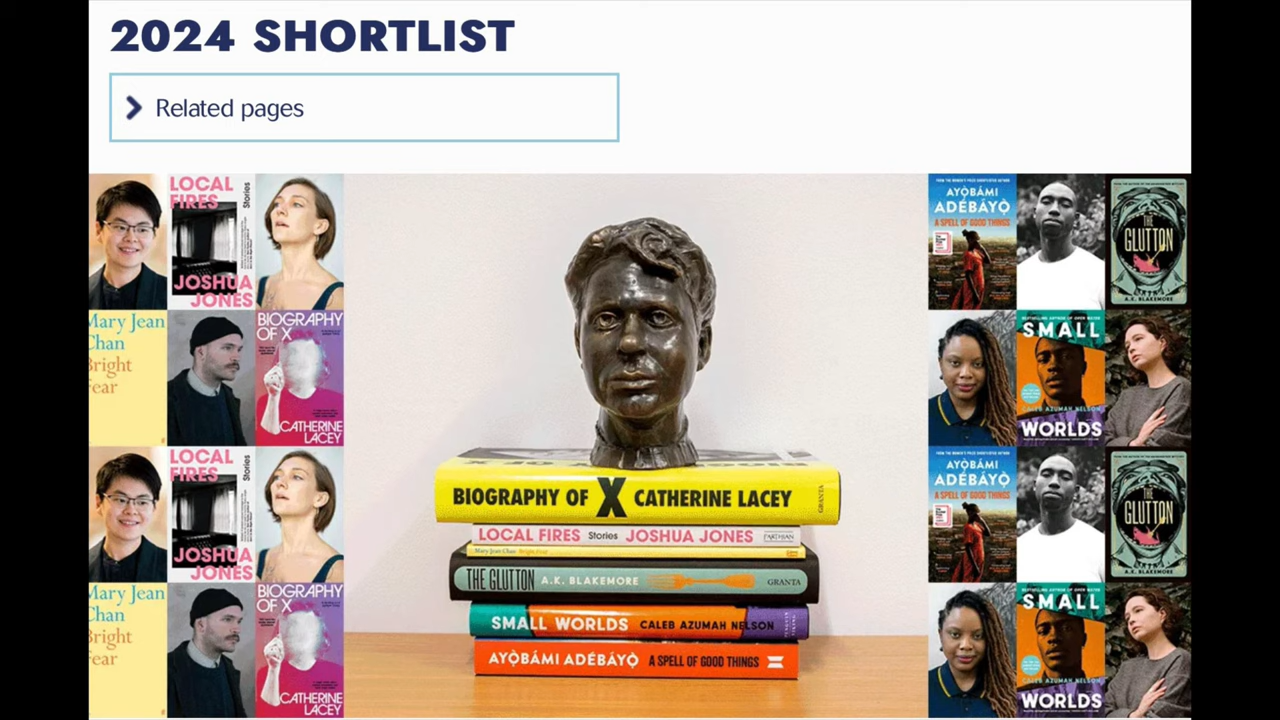 2024 SHORTLIST
Related pages
LOCAL
FIRES
Stories
JOSHUA
JONES
Mary Jean
Chan
Bright
Fear
BIOGRAPHY
OF X
CATHERINE
LACEY
LOCAL
FIRES
Stories
JOSHUA
JONES
Mary Jean
Chan
Bright
Fear
BIOGRAPHY
OF X
CATHERINE
LACEY
BIOGRAPHY OF X CATHERINE LACEY GRANTA
LOCAL FIRES Stories JOSHUA JONES PARTHIAN
Mary Jean Chan Bright Fear
THE GLUTTON A.K. BLAKEMORE GRANTA
SMALL WORLDS CALEB AZUMAH NELSON
AYỌ̀BÁMI ADÉBÁYỌ̀ A SPELL OF GOOD THINGS
AYỌ̀BÁMI
ADÉBÁYỌ̀
A SPELL OF GOOD THINGS
THE
GLUTTON
A.K. BLAKEMORE
SMALL
CALEB AZUMAH NELSON
WORLDS
AYỌ̀BÁMI
ADÉBÁYỌ̀
A SPELL OF GOOD THINGS
THE
GLUTTON
A.K. BLAKEMORE
SMALL
CALEB AZUMAH NELSON
WORLDS